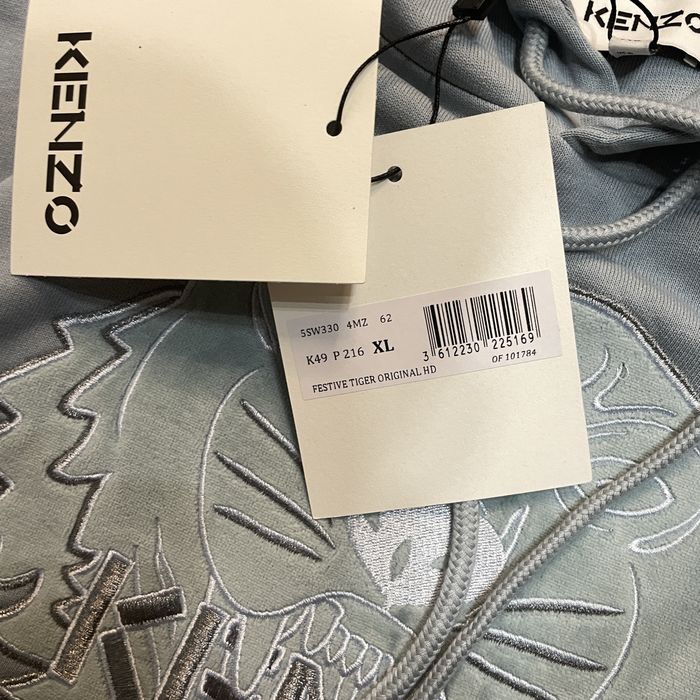 KENZO
KENZO
5SW330 4MZ 62
K49 P 216 XL
3 612230 225169
OF 101784
FESTIVE TIGER ORIGINAL HD